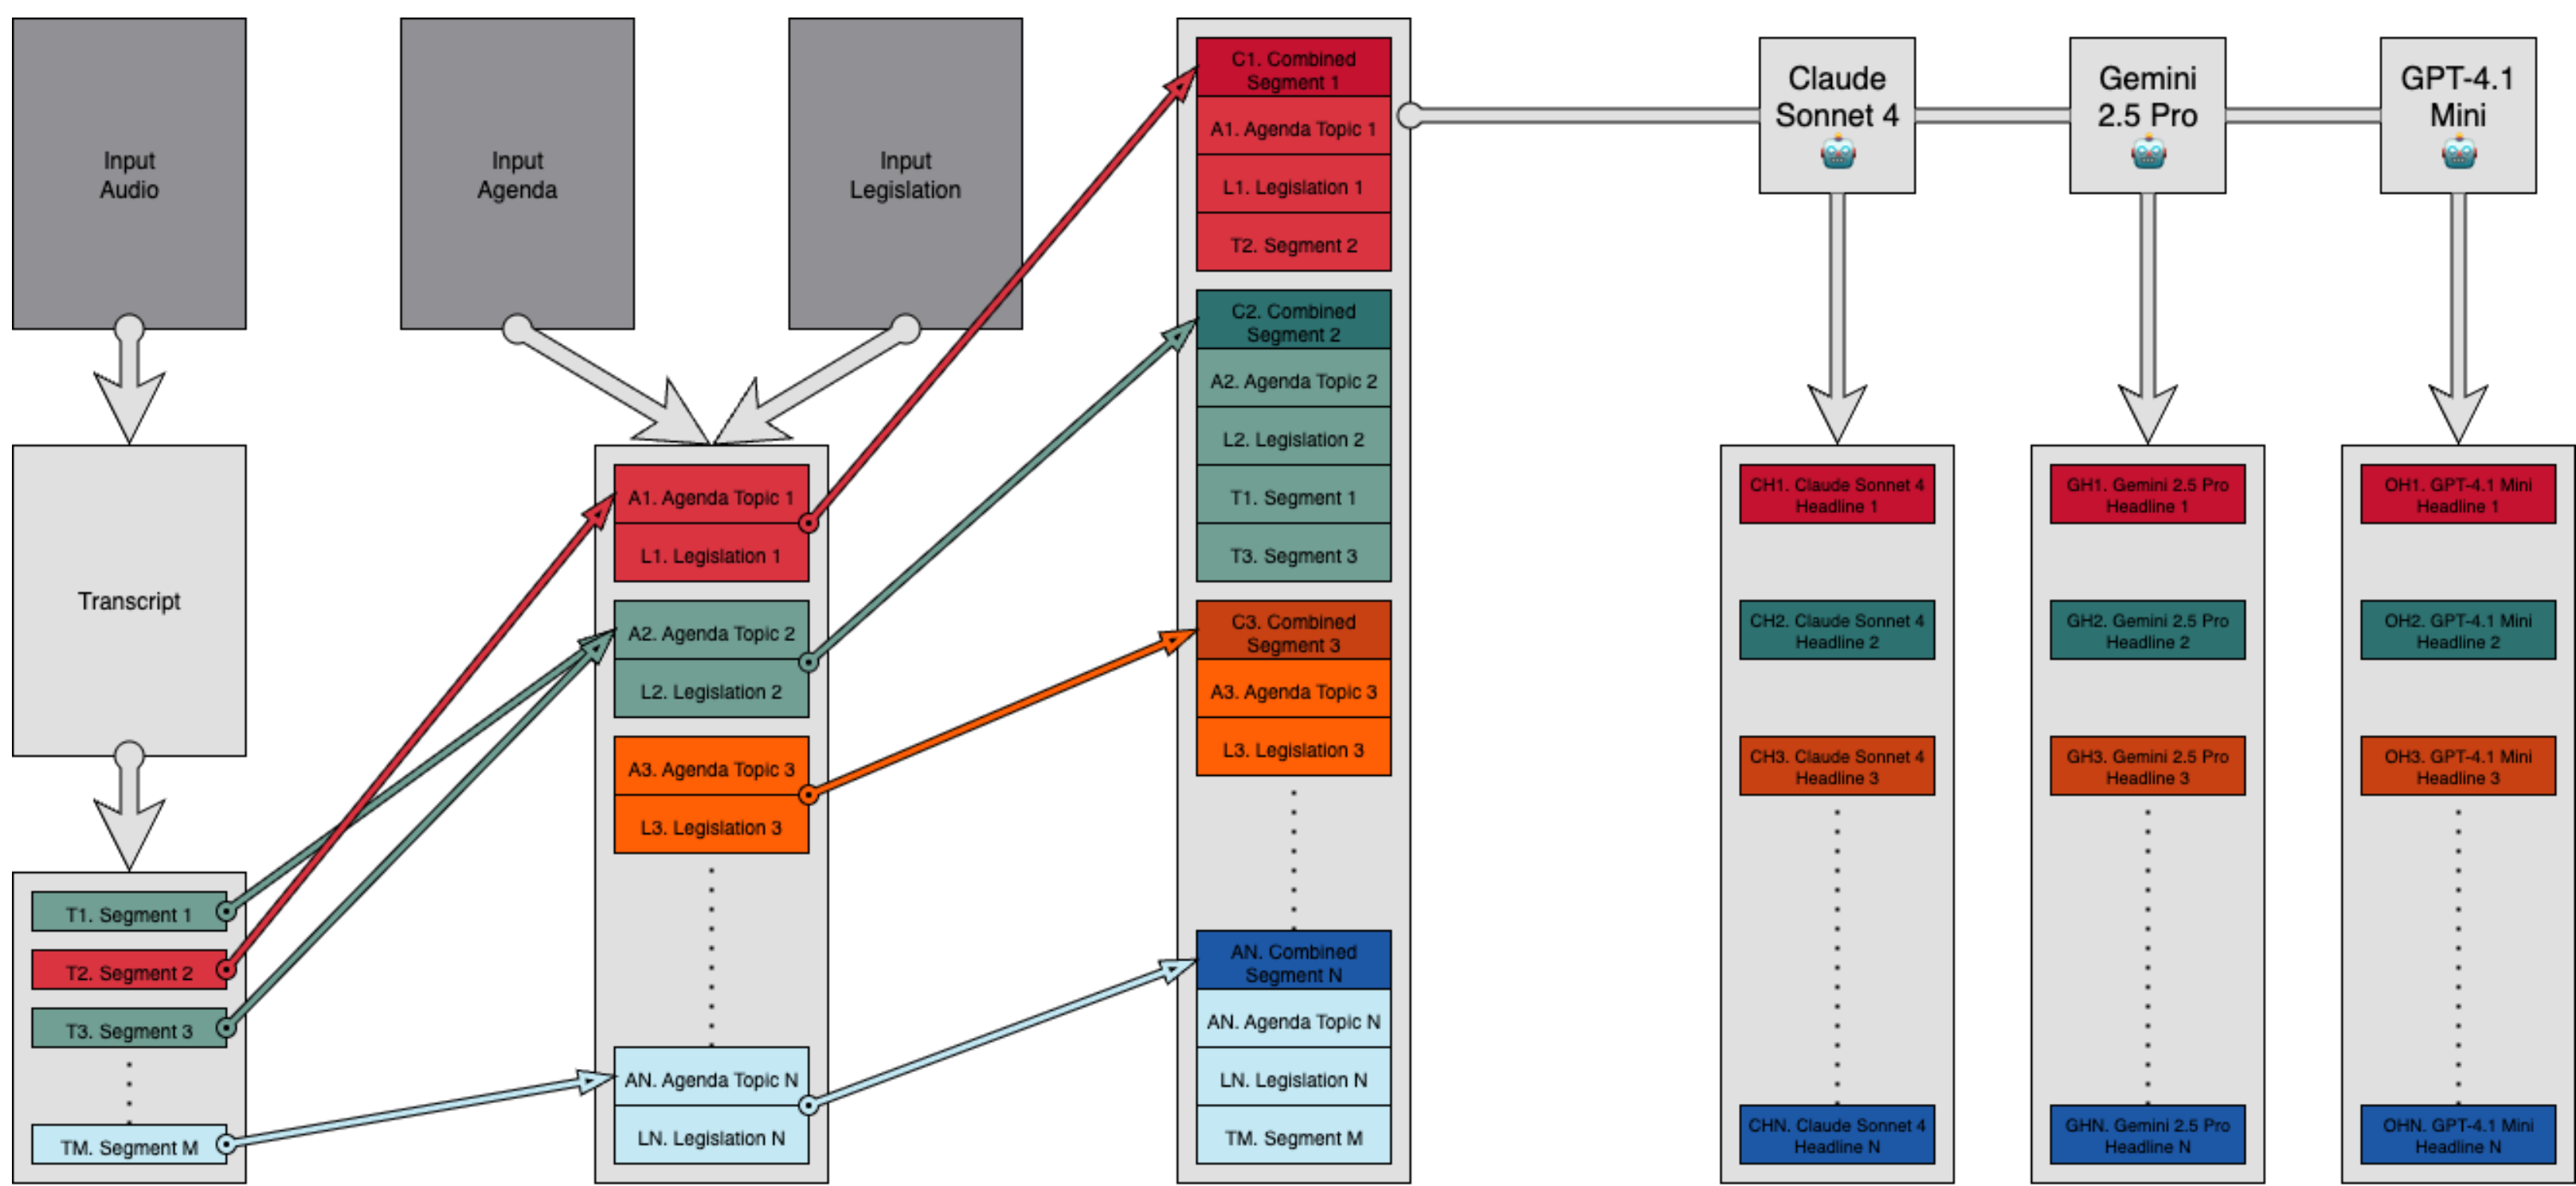 Input
Audio
Input
Agenda
Input
Legislation
Transcript
T1. Segment 1
T2. Segment 2
T3. Segment 3
TM. Segment M
A1. Agenda Topic 1
L1. Legislation 1
A2. Agenda Topic 2
L2. Legislation 2
A3. Agenda Topic 3
L3. Legislation 3
AN. Agenda Topic N
LN. Legislation N
C1. Combined
Segment 1
A1. Agenda Topic 1
L1. Legislation 1
T2. Segment 2
C2. Combined
Segment 2
A2. Agenda Topic 2
L2. Legislation 2
T1. Segment 1
T3. Segment 3
C3. Combined
Segment 3
A3. Agenda Topic 3
L3. Legislation 3
AN. Combined
Segment N
AN. Agenda Topic N
LN. Legislation N
TM. Segment M
Claude
Sonnet 4
Gemini
2.5 Pro
GPT-4.1
Mini
CH1. Claude Sonnet 4
Headline 1
CH2. Claude Sonnet 4
Headline 2
CH3. Claude Sonnet 4
Headline 3
CHN. Claude Sonnet 4
Headline N
GH1. Gemini 2.5 Pro
Headline 1
GH2. Gemini 2.5 Pro
Headline 2
GH3. Gemini 2.5 Pro
Headline 3
GHN. Gemini 2.5 Pro
Headline N
OH1. GPT-4.1 Mini
Headline 1
OH2. GPT-4.1 Mini
Headline 2
OH3. GPT-4.1 Mini
Headline 3
OHN. GPT-4.1 Mini
Headline N